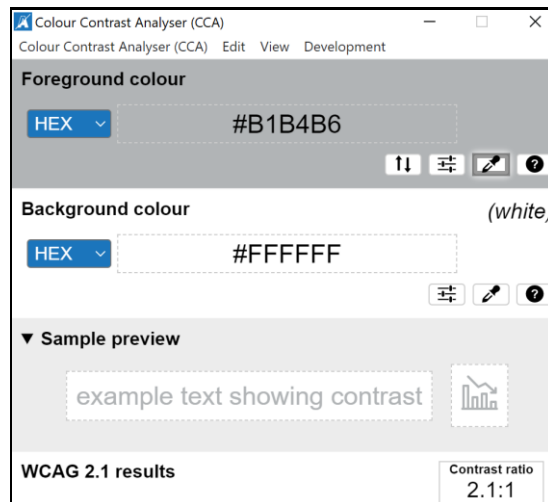 Colour Contrast Analyser (CCA)
Colour Contrast Analyser (CCA) Edit View Development
Foreground colour
HEX #B1B4B6
Background colour (white)
HEX #FFFFFF
▼ Sample preview
example text showing contrast
WCAG 2.1 results
Contrast ratio
2.1:1